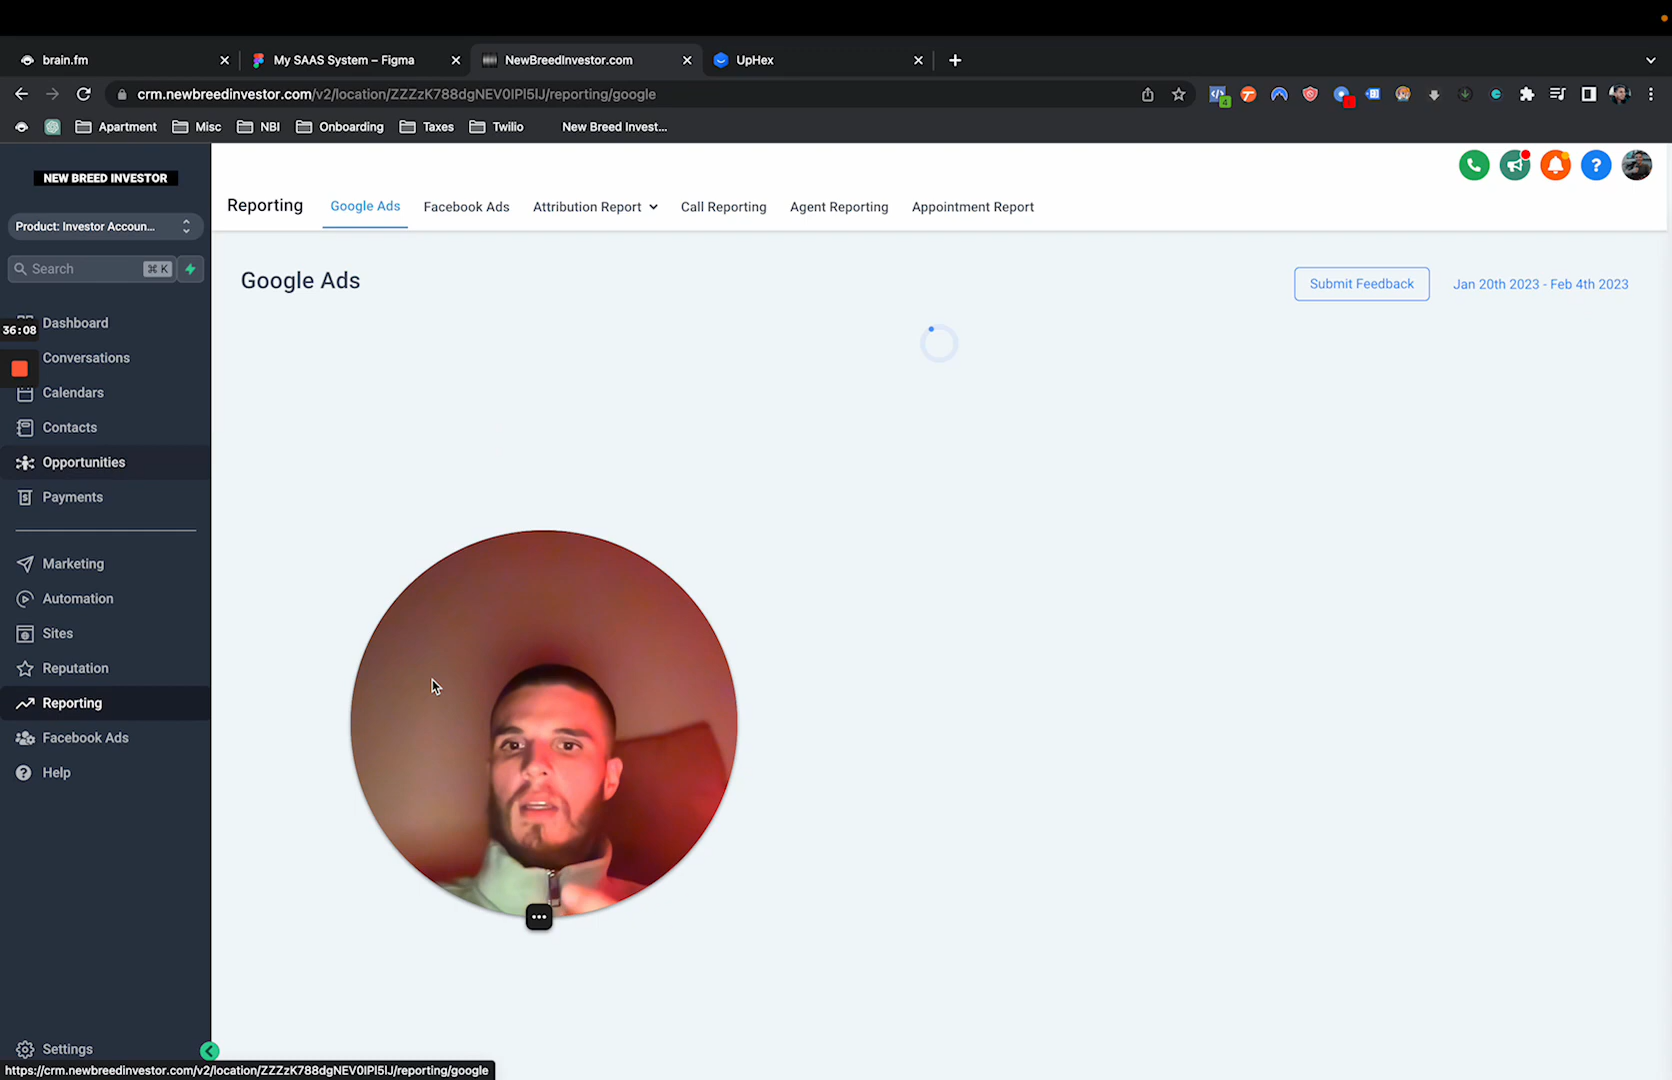 brain.fm
My SAAS System – Figma
NewBreedInvestor.com
UpHex
crm.newbreedinvestor.com/v2/location/ZZZzK788dgNEV0IPI5IJ/reporting/google
4
Apartment
Misc
NBI
Onboarding
Taxes
Twilio
New Breed Invest...
NEW BREED INVESTOR
Product: Investor Accoun...
Search
⌘ K
Reporting
Google Ads
Facebook Ads
Attribution Report
Call Reporting
Agent Reporting
Appointment Report
Google Ads
Submit Feedback
Jan 20th 2023 - Feb 4th 2023
Dashboard
36:08
Conversations
Calendars
Contacts
Opportunities
Payments
Marketing
Automation
Sites
Reputation
Reporting
Facebook Ads
Help
Settings
https://crm.newbreedinvestor.com/v2/location/ZZZzK788dgNEV0IPI5IJ/reporting/google